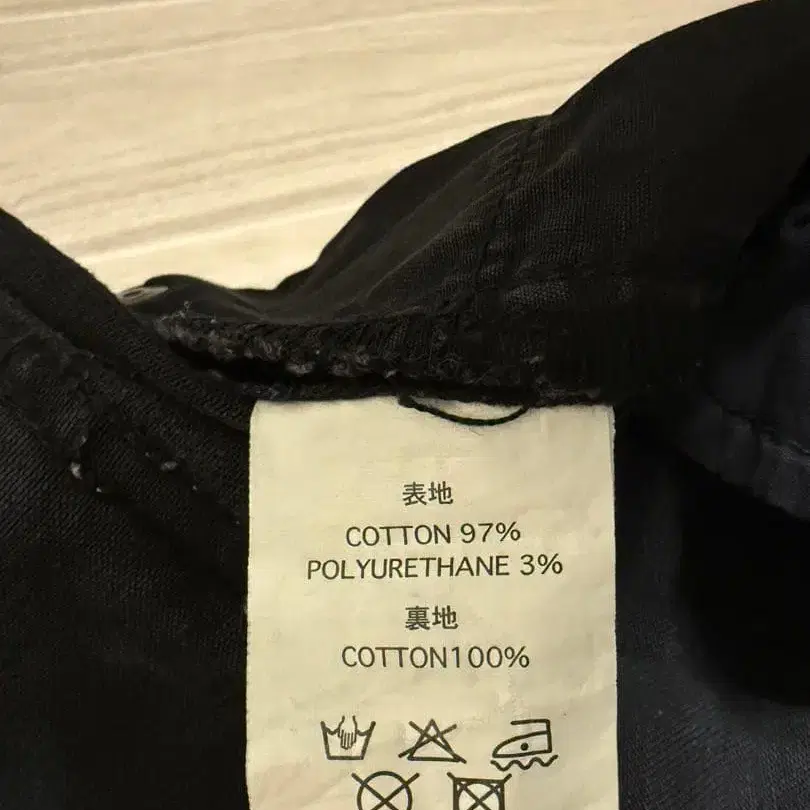 表地
COTTON 97%
POLYURETHANE 3%
裏地
COTTON100%